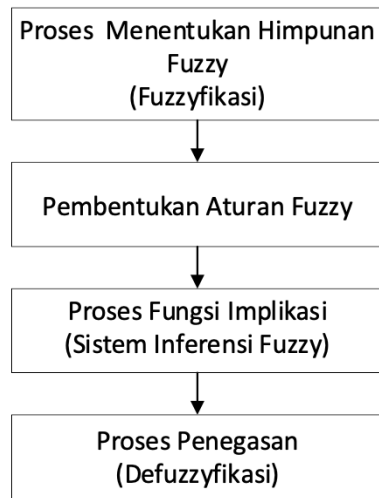 Proses Menentukan Himpunan
Fuzzy
(Fuzzyfikasi)
Pembentukan Aturan Fuzzy
Proses Fungsi Implikasi
(Sistem Inferensi Fuzzy)
Proses Penegasan
(Defuzzyfikasi)